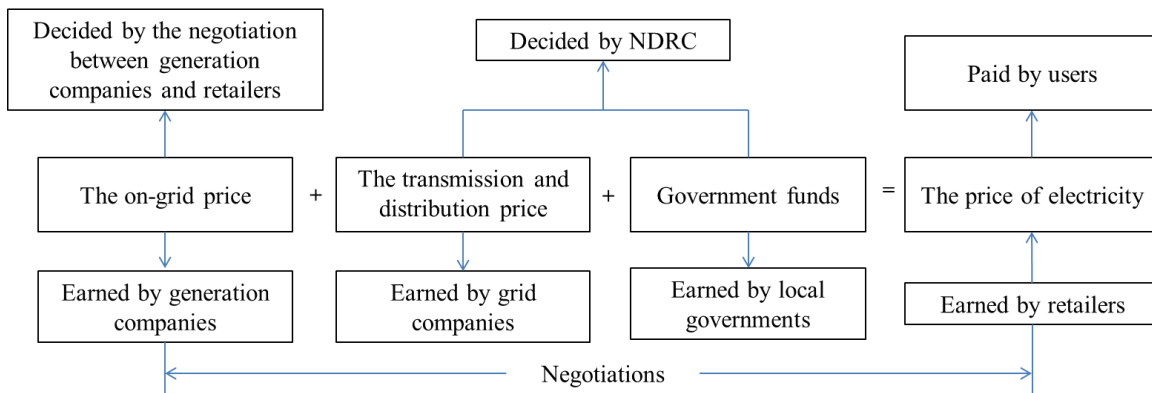 Decided by the negotiation
between generation
companies and retailers
Decided by NDRC
Paid by users
The on-grid price
+
The transmission and
distribution price
+
Government funds
=
The price of electricity
Earned by generation
companies
Earned by grid
companies
Earned by local
governments
Earned by retailers
Negotiations